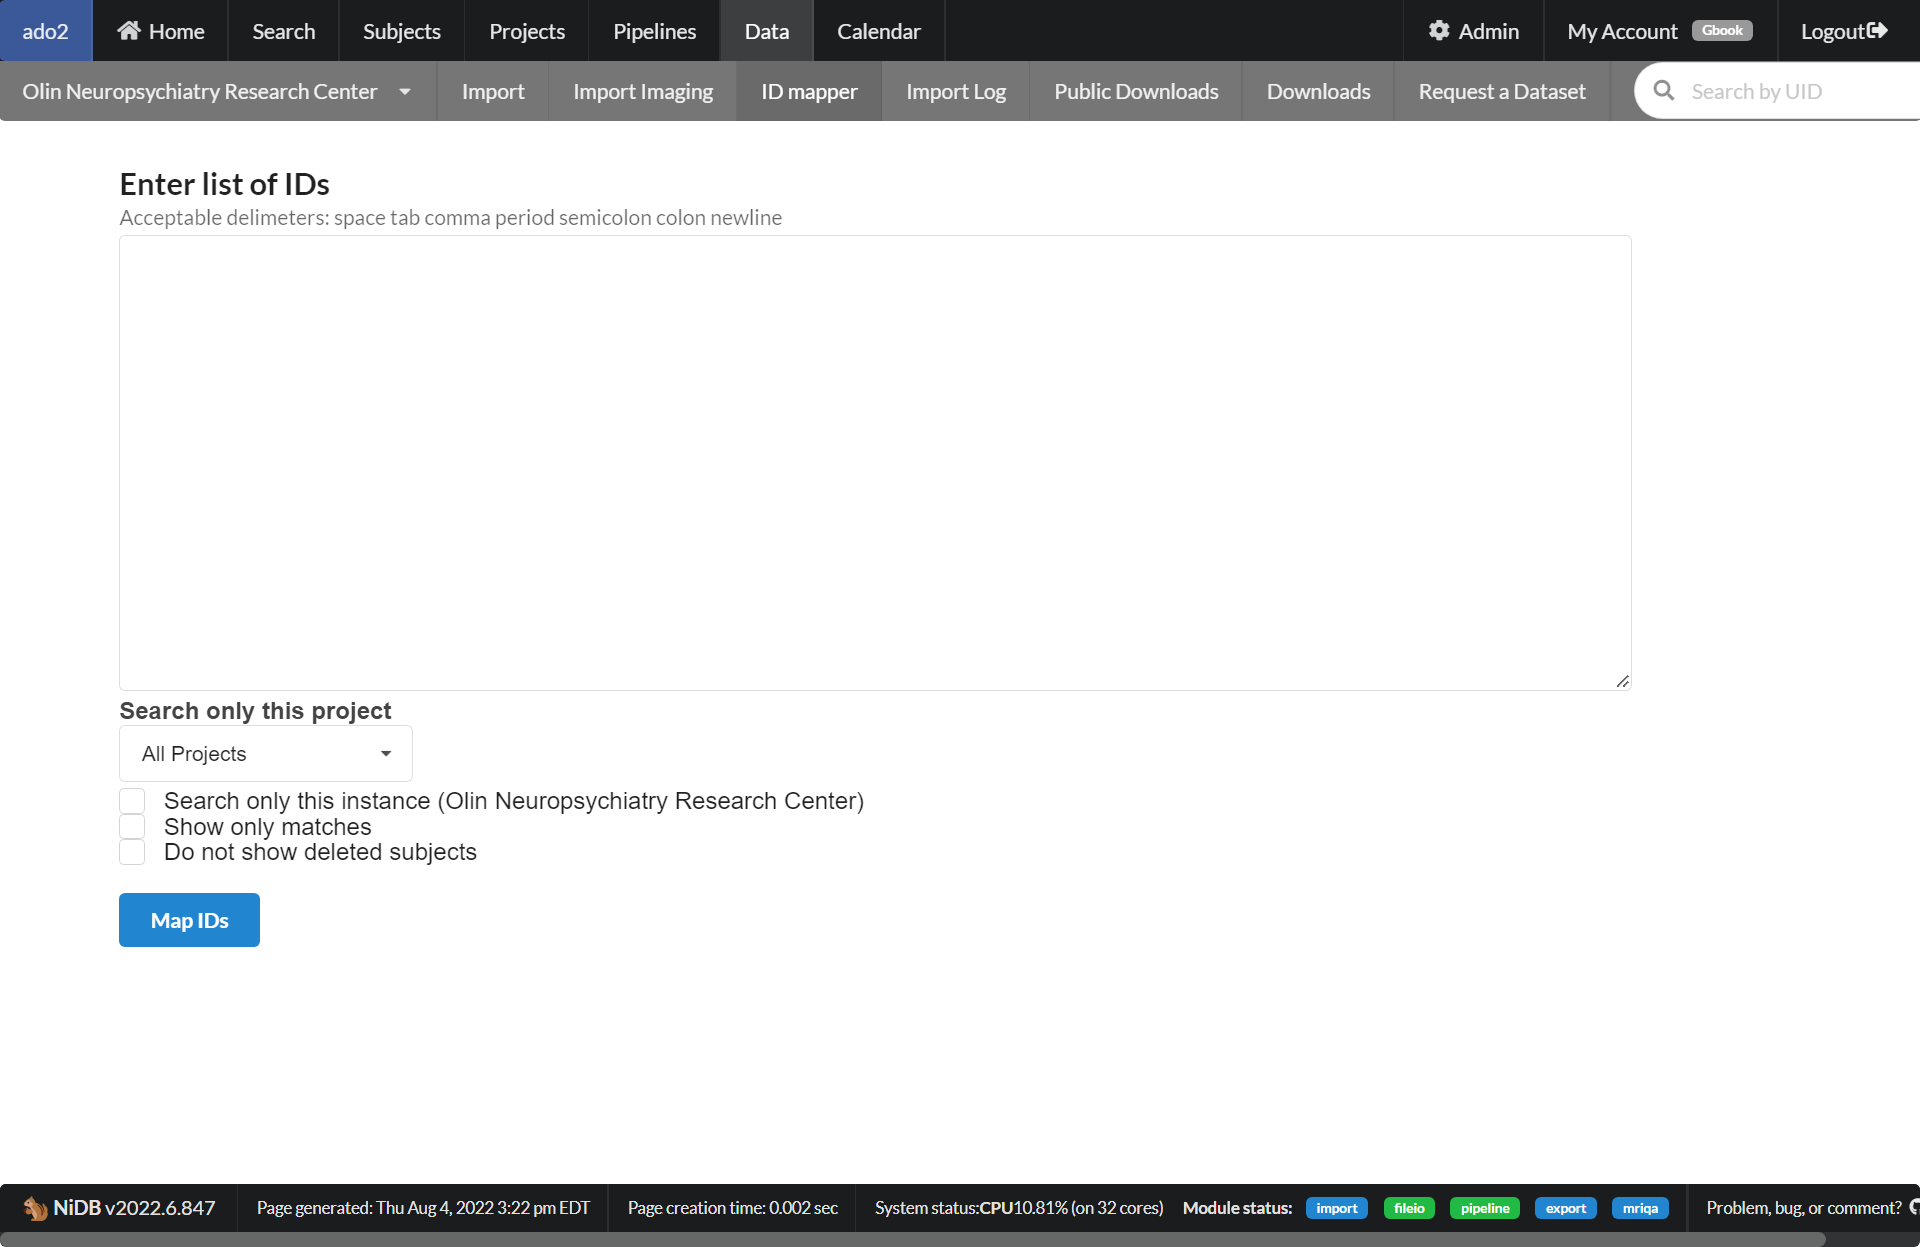 ado2 Home Search Subjects Projects Pipelines Data Calendar Admin My Account Gbook Logout
Olin Neuropsychiatry Research Center Import Import Imaging ID mapper Import Log Public Downloads Downloads Request a Dataset Search by UID
Enter list of IDs
Acceptable delimeters: space tab comma period semicolon colon newline
Search only this project
All Projects
Search only this instance (Olin Neuropsychiatry Research Center)
Show only matches
Do not show deleted subjects
Map IDs
NiDB v2022.6.847 Page generated: Thu Aug 4, 2022 3:22 pm EDT Page creation time: 0.002 sec System status:CPU10.81% (on 32 cores) Module status: import fileio pipeline export mriqa Problem, bug, or comment?